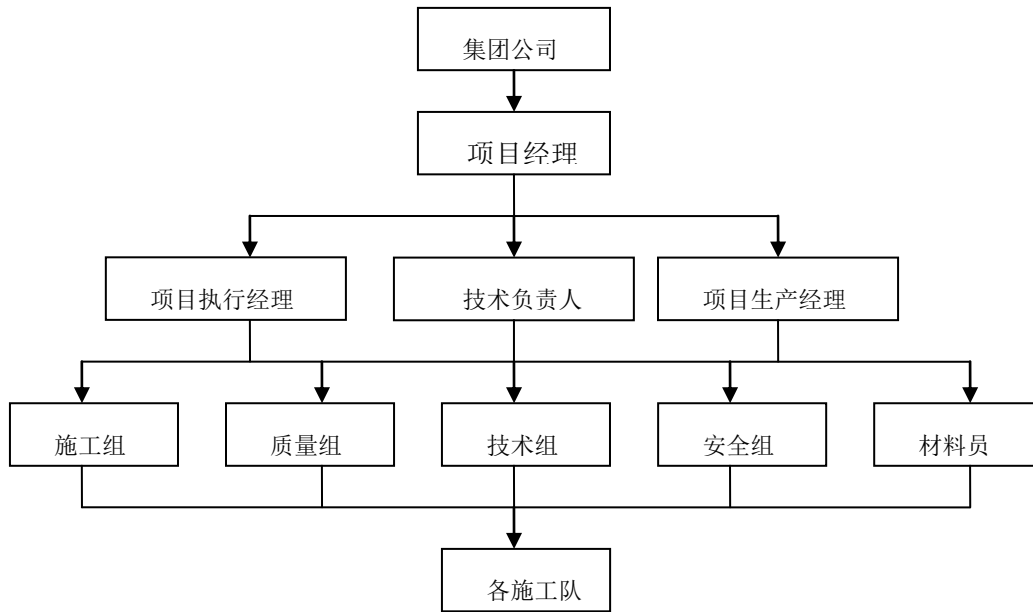 集团公司
项目经理
项目执行经理
技术负责人
项目生产经理
施工组
质量组
技术组
安全组
材料员
各施工队